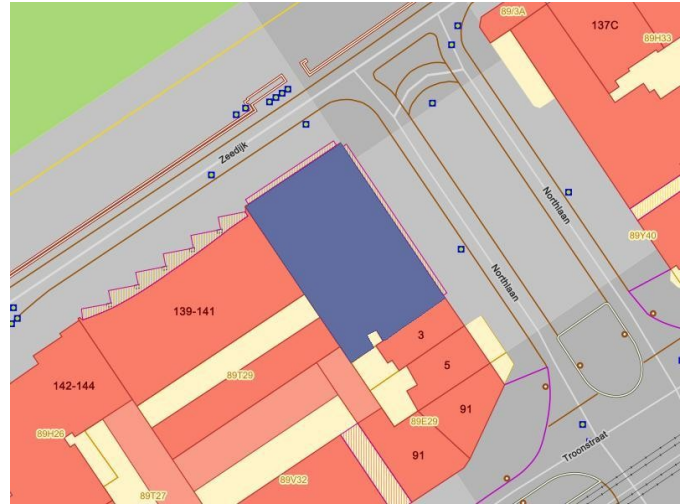 89/3A
137C
89H33
Zeedijk
Northlaan
89Y40
Northlaan
139-141
3
5
142-144
89T29
91
89E29
89H26
91
Troonstraat
89V32
89T27